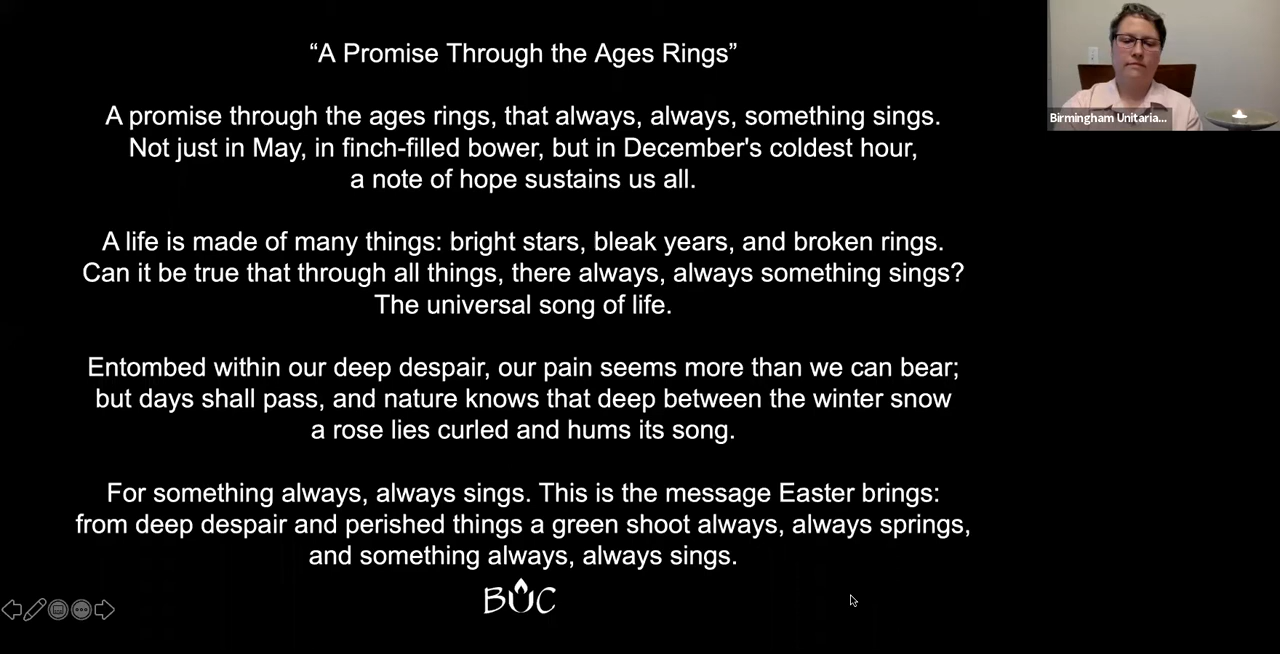 “A Promise Through the Ages Rings”
A promise through the ages rings, that always, always, something sings.
Not just in May, in finch-filled bower, but in December's coldest hour,
a note of hope sustains us all.
A life is made of many things: bright stars, bleak years, and broken rings.
Can it be true that through all things, there always, always something sings?
The universal song of life.
Entombed within our deep despair, our pain seems more than we can bear;
but days shall pass, and nature knows that deep between the winter snow
a rose lies curled and hums its song.
For something always, always sings. This is the message Easter brings:
from deep despair and perished things a green shoot always, always springs,
and something always, always sings.
BUC
Birmingham Unitaria...